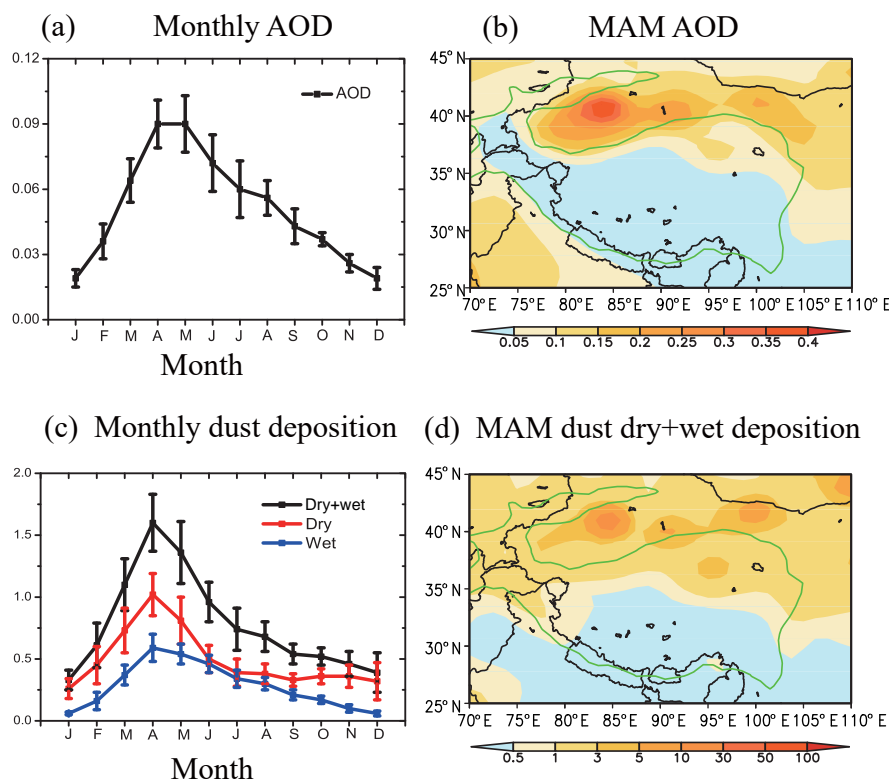 (a) Monthly AOD
0.12
0.09
0.06
0.03
0.00
AOD
J F M A M J J A S O N D
Month
(b) MAM AOD
45°N
40°N
35°N
30°N
25°N
70°E 75°E 80°E 85°E 90°E 95°E 100°E 105°E 110°E
0.05 0.1 0.15 0.2 0.25 0.3 0.35 0.4
(c) Monthly dust deposition
2.0
1.5
1.0
0.5
0.0
Dry+wet
Dry
Wet
J F M A M J J A S O N D
Month
(d) MAM dust dry+wet deposition
45°N
40°N
35°N
30°N
25°N
70°E 75°E 80°E 85°E 90°E 95°E 100°E 105°E 110°E
0.5 1 3 5 10 30 50 100